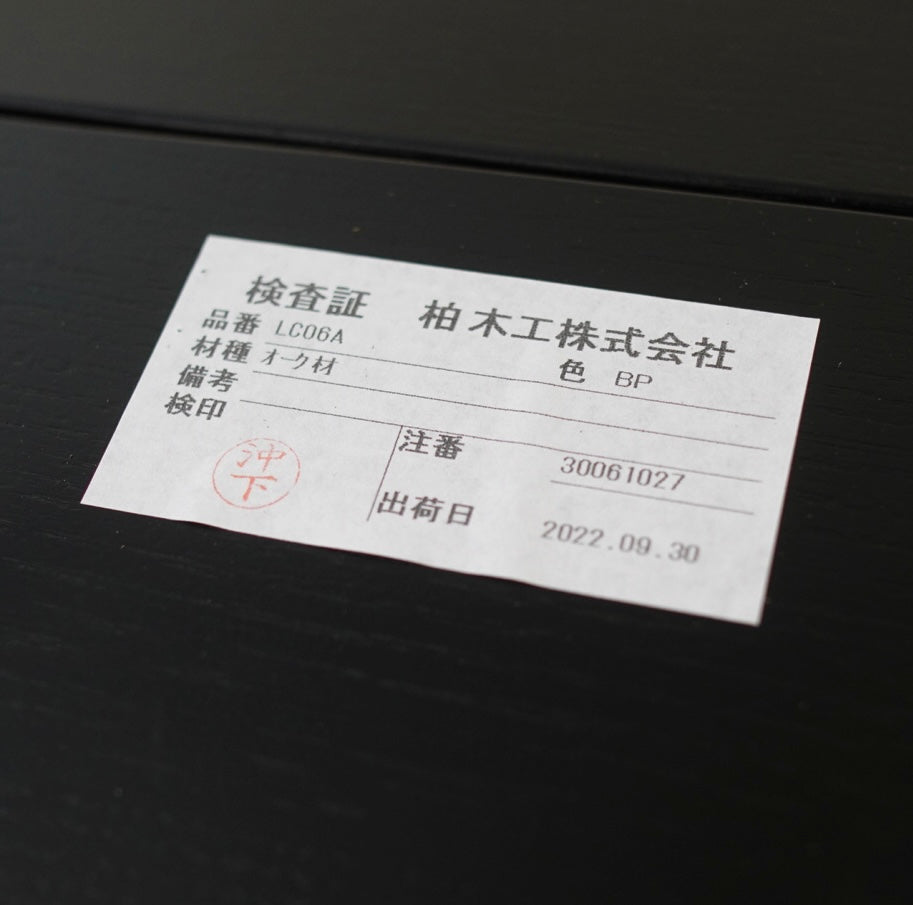 検査証 柏木工株式会社
品番 LC06A
材種 オーク材 色 BP
備考
検印 沖下
注番 30061027
出荷日 2022.09.30